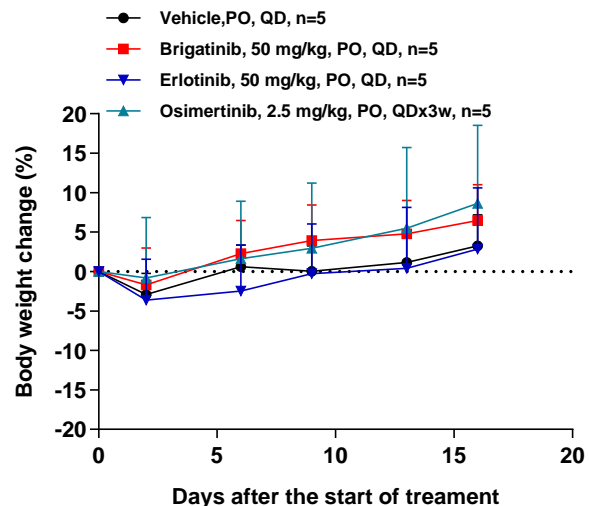 Vehicle,PO, QD, n=5
Brigatinib, 50 mg/kg, PO, QD, n=5
Erlotinib, 50 mg/kg, PO, QD, n=5
Osimertinib, 2.5 mg/kg, PO, QDx3w, n=5
Body weight change (%)
20
15
10
5
0
-5
-10
-15
-20
0 5 10 15 20
Days after the start of treament